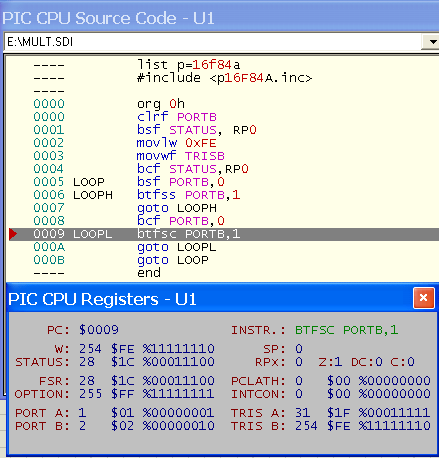 PIC CPU Source Code - U1
E:\MULT.SDI
---- list p=16f84a
---- #include <p16F84A.inc>
----
0000 org 0h
0000 clrf PORTB
0001 bsf STATUS, RP0
0002 movlw 0xFE
0003 movwf TRISB
0004 bcf STATUS,RP0
0005 LOOP bsf PORTB,0
0006 LOOPH btfss PORTB,1
0007 goto LOOPH
0008 bcf PORTB,0
0009 LOOPL btfsc PORTB,1
000A goto LOOPL
000B goto LOOP
---- end
PIC CPU Registers - U1
PC: $0009 INSTR.: BTFSC PORTB,1
W: 254 $FE %11111110 SP: 0
STATUS: 28 $1C %00011100 RPx: 0 Z:1 DC:0 C:0
FSR: 28 $1C %00011100 PCLATH: 0 $00 %00000000
OPTION: 255 $FF %11111111 INTCON: 0 $00 %00000000
PORT A: 1 $01 %00000001 TRIS A: 31 $1F %00011111
PORT B: 2 $02 %00000010 TRIS B: 254 $FE %11111110